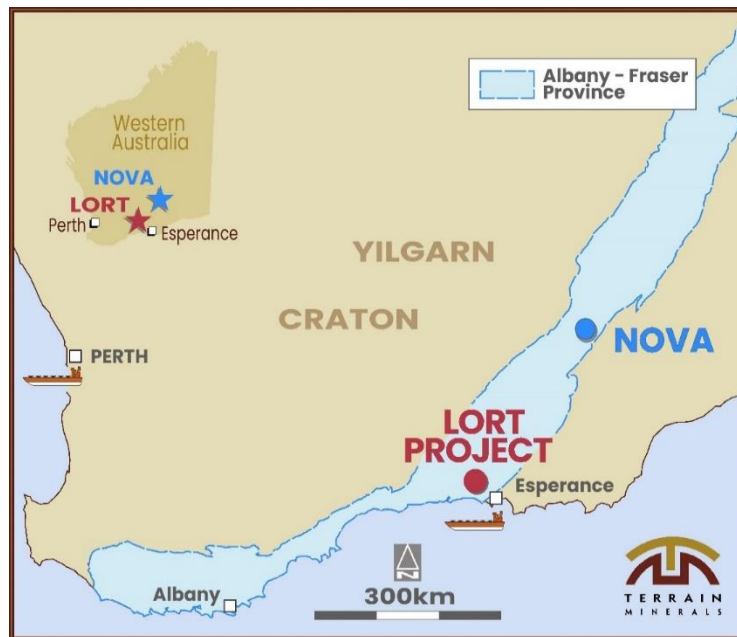 Albany - Fraser
Province
Western
Australia
NOVA
LORT
Perth
Esperance
YILGARN
CRATON
PERTH
NOVA
LORT
PROJECT
Esperance
Albany
N
300km
TERRAIN
MINERALS